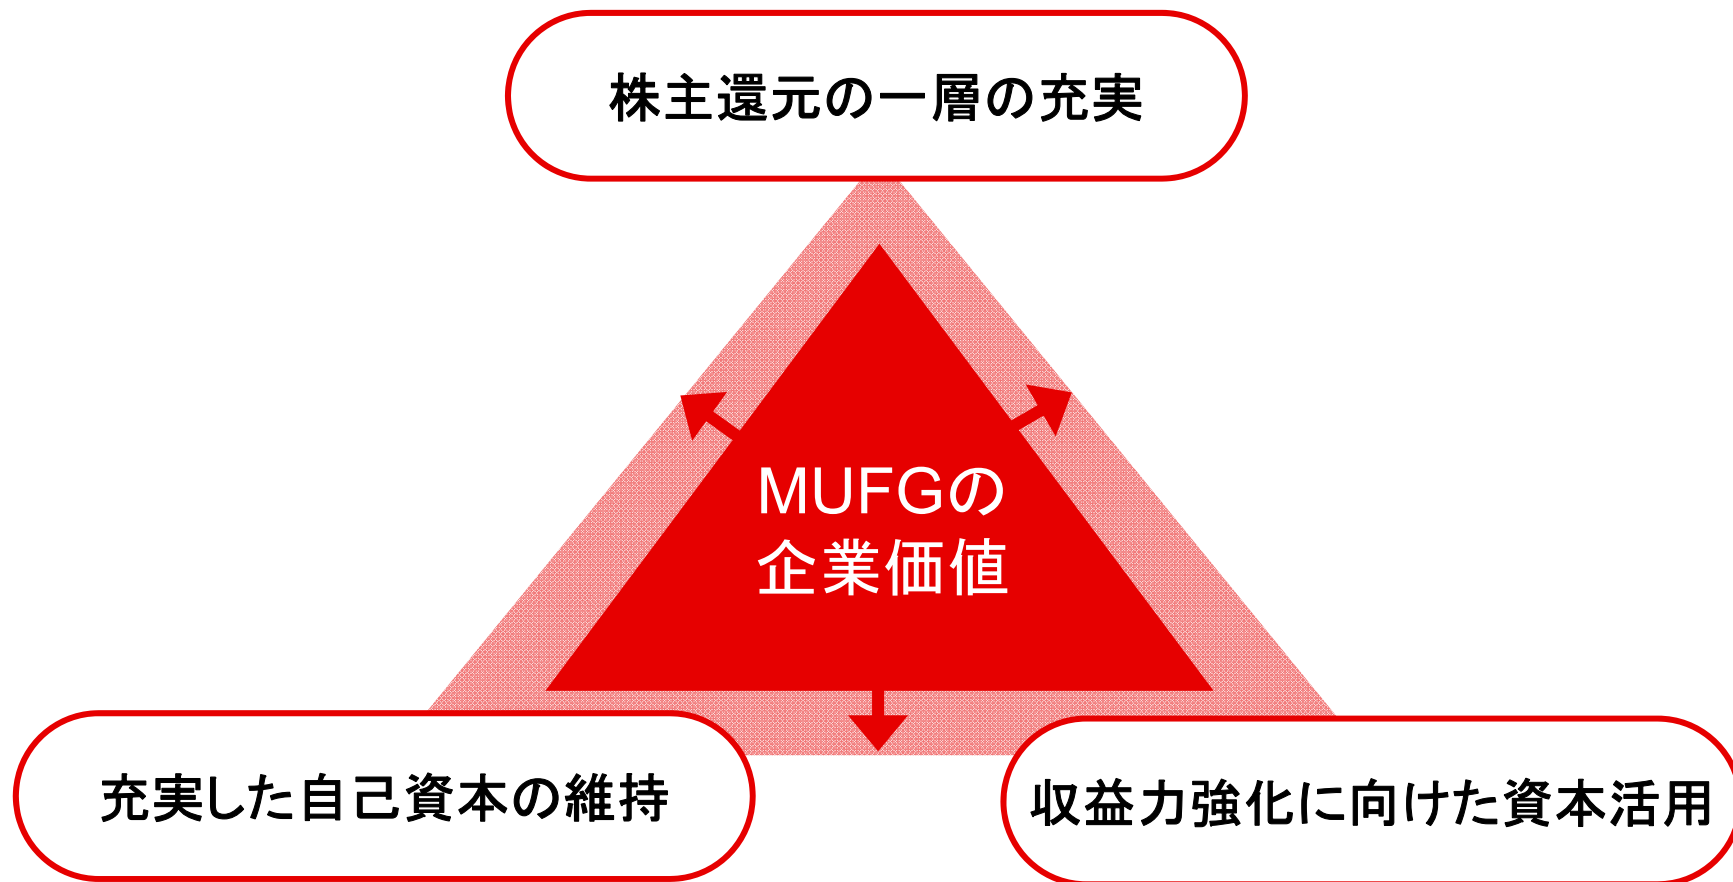 株主還元の一層の充実
MUFGの
企業価値
充実した自己資本の維持
収益力強化に向けた資本活用